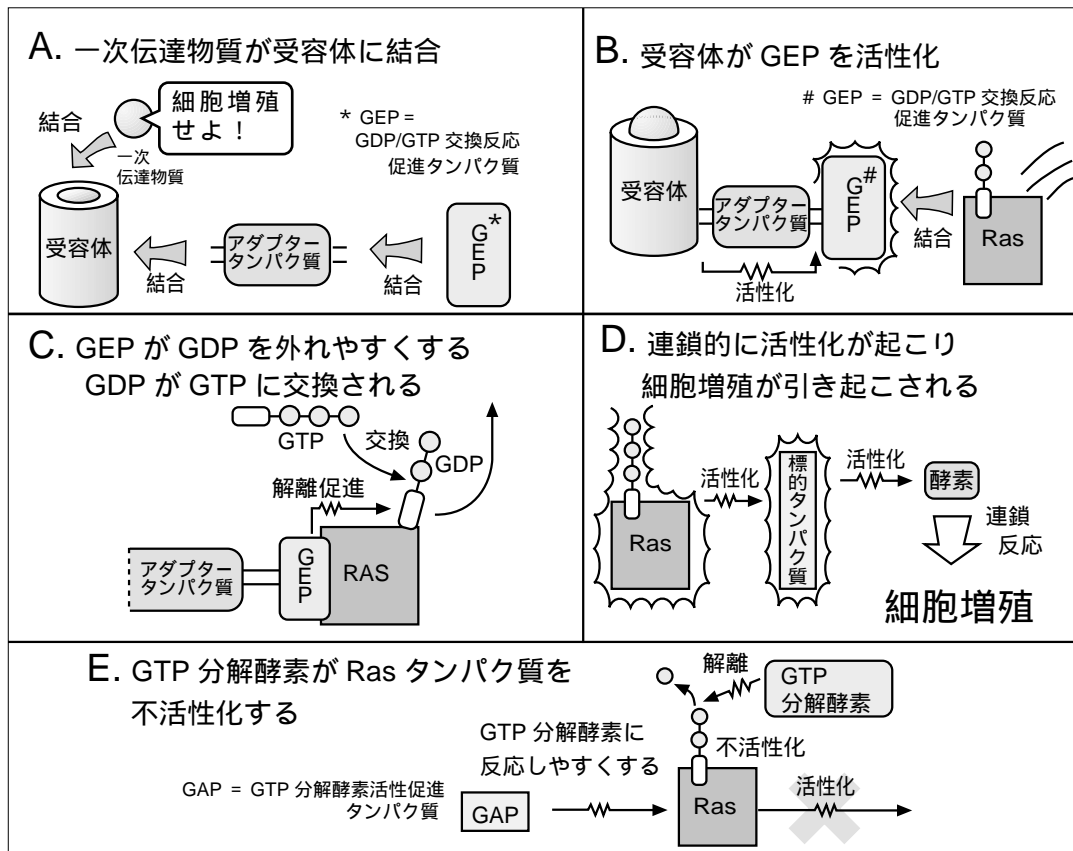 A. 一次伝達物質が受容体に結合
細胞増殖
せよ！
結合
一次
伝達物質
* GEP =
GDP/GTP 交換反応
促進タンパク質
受容体
結合
アダプター
タンパク質
結合
GEP*
B. 受容体が GEP を活性化
# GEP = GDP/GTP 交換反応
促進タンパク質
受容体
アダプター
タンパク質
GEP#
結合
Ras
活性化
C. GEP が GDP を外れやすくする
GDP が GTP に交換される
GTP
交換
GDP
解離促進
アダプター
タンパク質
GEP
RAS
D. 連鎖的に活性化が起こり
細胞増殖が引き起こされる
Ras
活性化
標的タンパク質
活性化
酵素
連鎖
反応
細胞増殖
E. GTP 分解酵素が Ras タンパク質を
不活性化する
解離
GTP
分解酵素
GTP 分解酵素に
反応しやすくする
不活性化
GAP = GTP 分解酵素活性促進
タンパク質
GAP
Ras
活性化